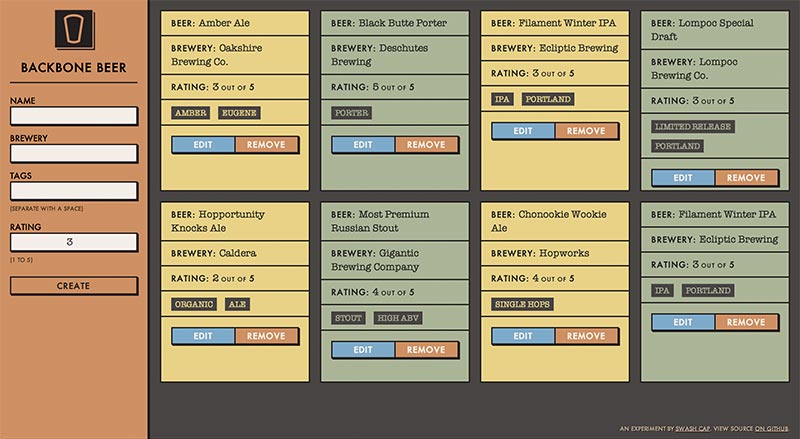 BACKBONE BEER
NAME
BREWERY
TAGS
(SEPARATE WITH A SPACE)
RATING
3
(1 TO 5)
CREATE
BEER: Amber Ale
BREWERY: Oakshire
Brewing Co.
RATING: 3 OUT OF 5
AMBER EUGENE
EDIT REMOVE
BEER: Black Butte Porter
BREWERY: Deschutes
Brewing
RATING: 5 OUT OF 5
PORTER
EDIT REMOVE
BEER: Filament Winter IPA
BREWERY: Ecliptic Brewing
RATING: 3 OUT OF 5
IPA PORTLAND
EDIT REMOVE
BEER: Lompoc Special
Draft
BREWERY: Lompoc
Brewing Co.
RATING: 3 OUT OF 5
LIMITED RELEASE
PORTLAND
EDIT REMOVE
BEER: Hopportunity
Knocks Ale
BREWERY: Caldera
RATING: 2 OUT OF 5
ORGANIC ALE
EDIT REMOVE
BEER: Most Premium
Russian Stout
BREWERY: Gigantic
Brewing Company
RATING: 4 OUT OF 5
STOUT HIGH ABV
EDIT REMOVE
BEER: Chonookie Wookie
Ale
BREWERY: Hopworks
RATING: 4 OUT OF 5
SINGLE HOPS
EDIT REMOVE
BEER: Filament Winter IPA
BREWERY: Ecliptic Brewing
RATING: 3 OUT OF 5
IPA PORTLAND
EDIT REMOVE
AN EXPERIMENT BY SWASH CAP. VIEW SOURCE ON GITHUB.